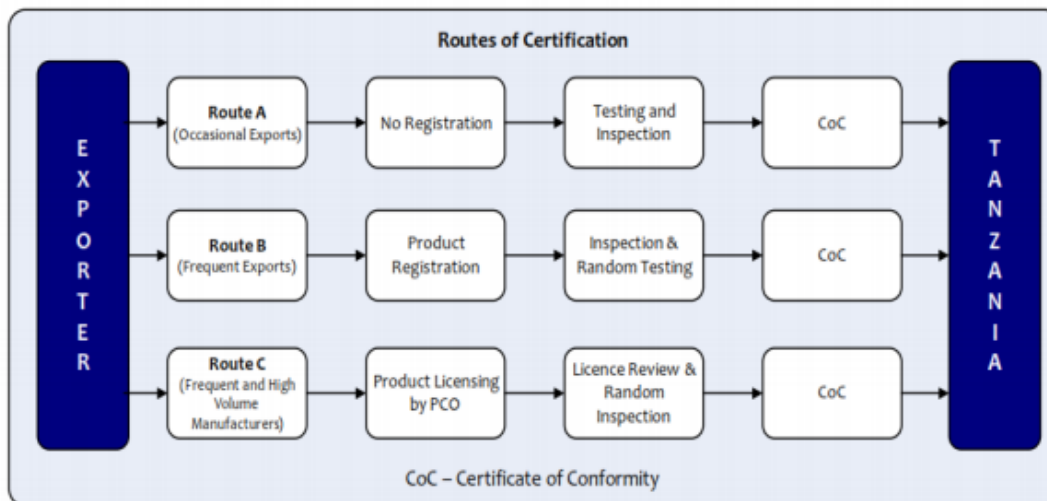 Routes of Certification
EXPORTER
Route A
(Occasional Exports)
No Registration
Testing and
Inspection
CoC
Route B
(Frequent Exports)
Product
Registration
Inspection &
Random Testing
CoC
Route C
(Frequent and High
Volume
Manufacturers)
Product Licensing
by PCO
Licence Review &
Random
Inspection
CoC
TANZANIA
CoC – Certificate of Conformity